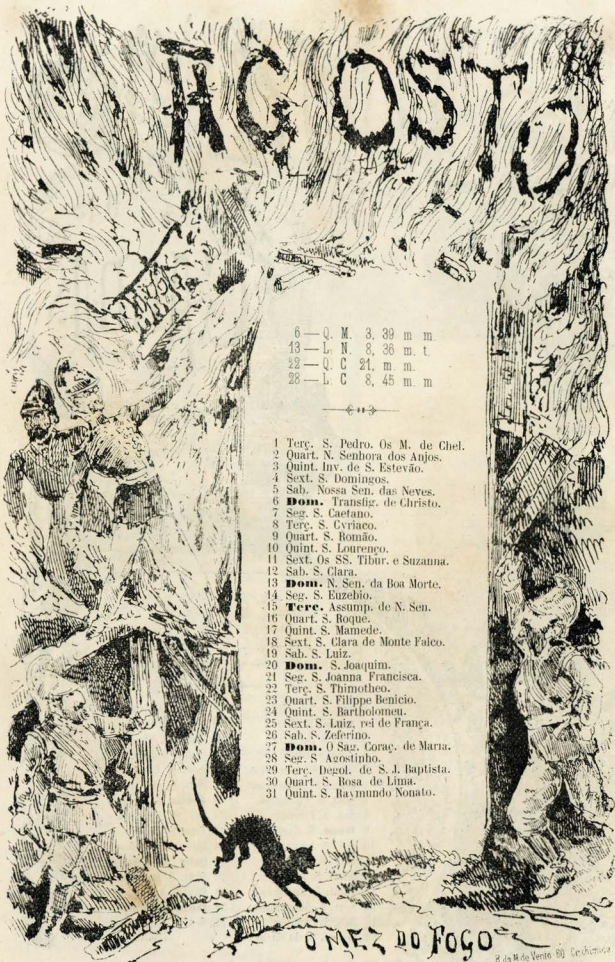 AGOSTO
6 — Q. M. 3, 39 m m.
13 — L. N. 8, 36 m. t.
22 — Q. C 21, m. m.
28 — L. C 8, 45 m. m
1 Terç. S. Pedro. Os M. de Chel.
2 Quart. N. Senhora dos Anjos.
3 Quint. Inv. de S. Estevão.
4 Sext. S. Domingos.
5 Sab. Nossa Sen. das Neves.
6 Dom. Transfig. de Christo.
7 Seg. S. Caetano.
8 Terç. S. Cyriaco.
9 Quart. S. Romão.
10 Quint. S. Lourenço.
11 Sext. Os SS. Tibur. e Suzanna.
12 Sab. S. Clara.
13 Dom. N. Sen. da Boa Morte.
14 Seg. S. Euzebio.
15 Terc. Assump. de N. Sen.
16 Quart. S. Roque.
17 Quint. S. Mamede.
18 Sext. S. Clara de Monte Falco.
19 Sab. S. Luiz.
20 Dom. S. Joaquim.
21 Seg. S. Joanna Francisca.
22 Terç. S. Thimotheo.
23 Quart. S. Filippe Benicio.
24 Quint. S. Bartholomeu.
25 Sext. S. Luiz, rei de França.
26 Sab. S. Zeferino.
27 Dom. O Sag. Coraç. de Maria.
28 Seg. S Agostinho.
29 Terç. Degol. de S. J. Baptista.
30 Quart. S. Rosa de Lima.
31 Quint. S. Raymundo Nonato.
O MEZ DO FOGO